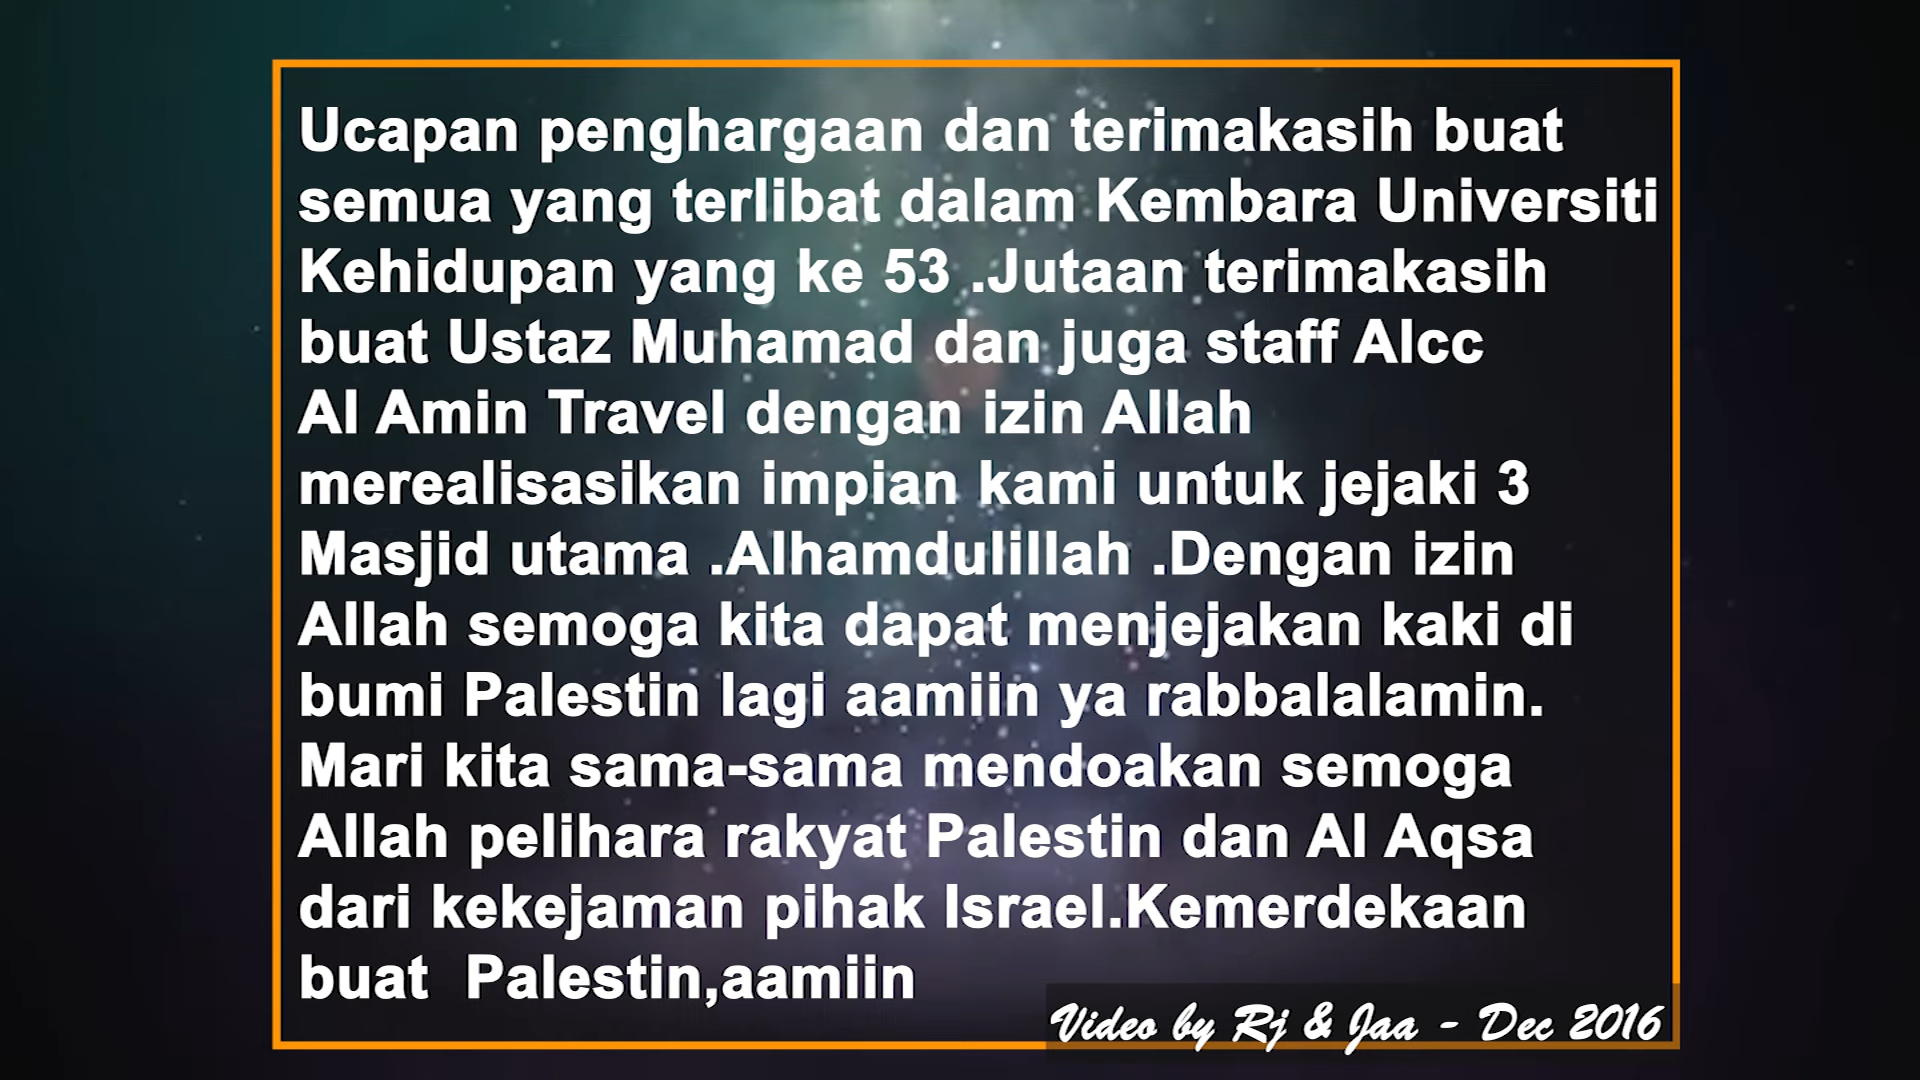 Ucapan penghargaan dan terimakasih buat
semua yang terlibat dalam Kembara Universiti
Kehidupan yang ke 53 .Jutaan terimakasih
buat Ustaz Muhamad dan juga staff Alcc
Al Amin Travel dengan izin Allah
merealisasikan impian kami untuk jejaki 3
Masjid utama .Alhamdulillah .Dengan izin
Allah semoga kita dapat menjejakan kaki di
bumi Palestin lagi aamiin ya rabbalalamin.
Mari kita sama-sama mendoakan semoga
Allah pelihara rakyat Palestin dan Al Aqsa
dari kekejaman pihak Israel.Kemerdekaan
buat  Palestin,aamiin
Video by Rj & Jaa - Dec 2016